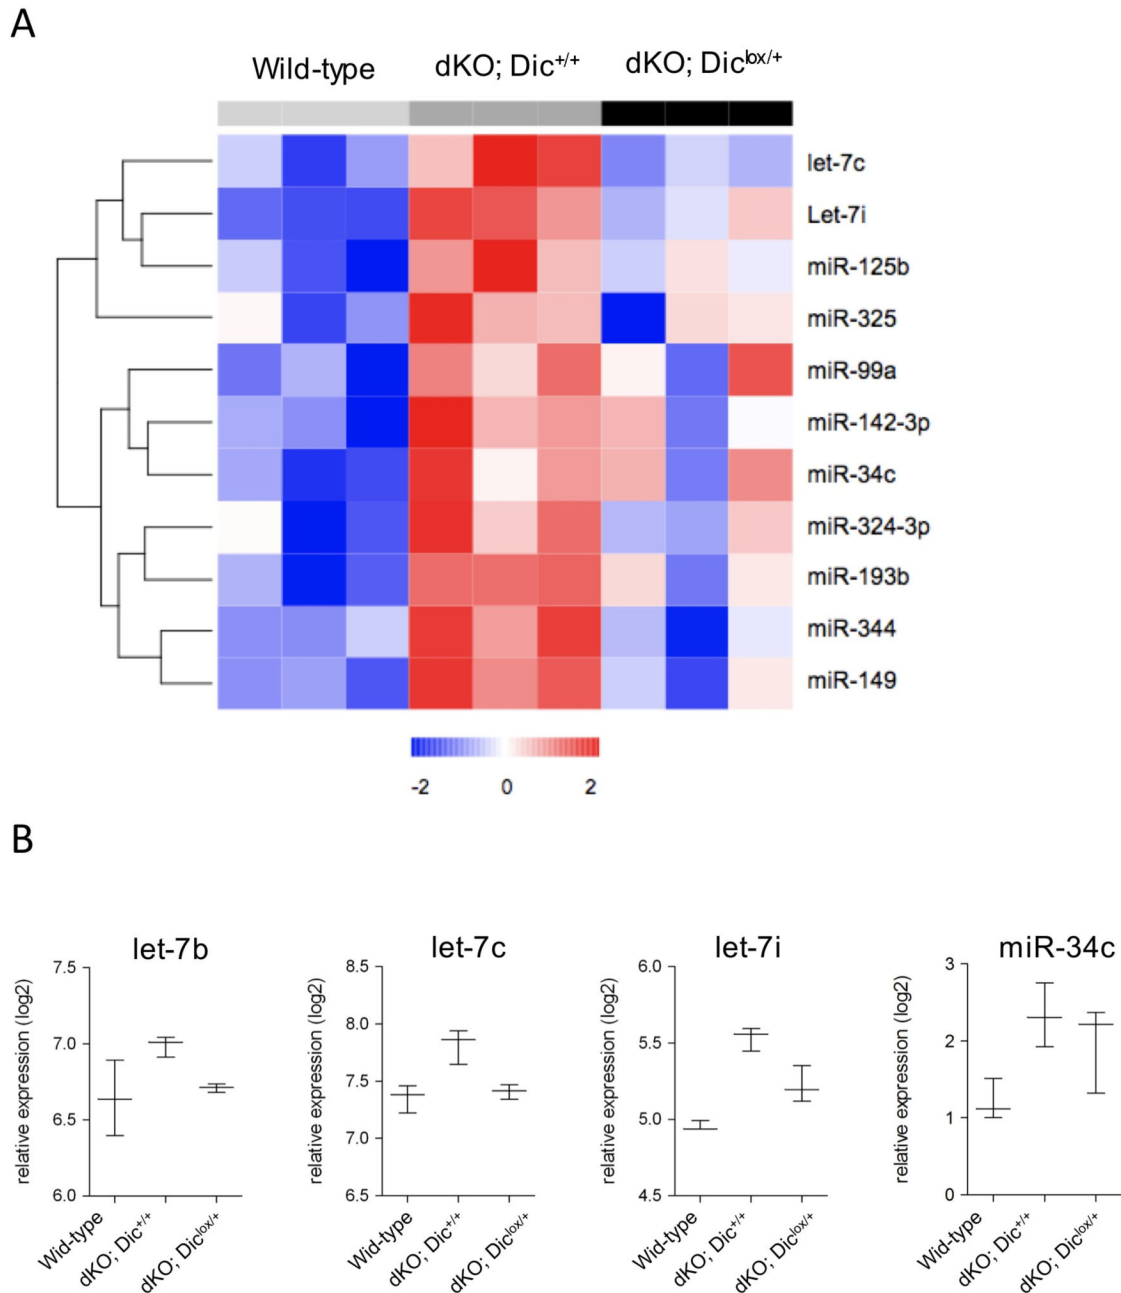 A
Wild-type dKO; Dic+/+ dKO; Diclox/+
let-7c
Let-7i
miR-125b
miR-325
miR-99a
miR-142-3p
miR-34c
miR-324-3p
miR-193b
miR-344
miR-149
-2 0 2
B
let-7b
relative expression (log2)
7.5
7.0
6.5
6.0
Wid-type
dKO; Dic+/+
dKO; Diclox/+
let-7c
relative expression (log2)
8.5
8.0
7.5
7.0
6.5
Wild-type
dKO; Dic+/+
dKO; Diclox/+
let-7i
relative expression (log2)
6.0
5.5
5.0
4.5
Wild-type
dKO; Dic+/+
dKO; Diclox/+
miR-34c
relative expression (log2)
3
2
1
0
Wild-type
dKO; Dic+/+
dKO; Diclox/+